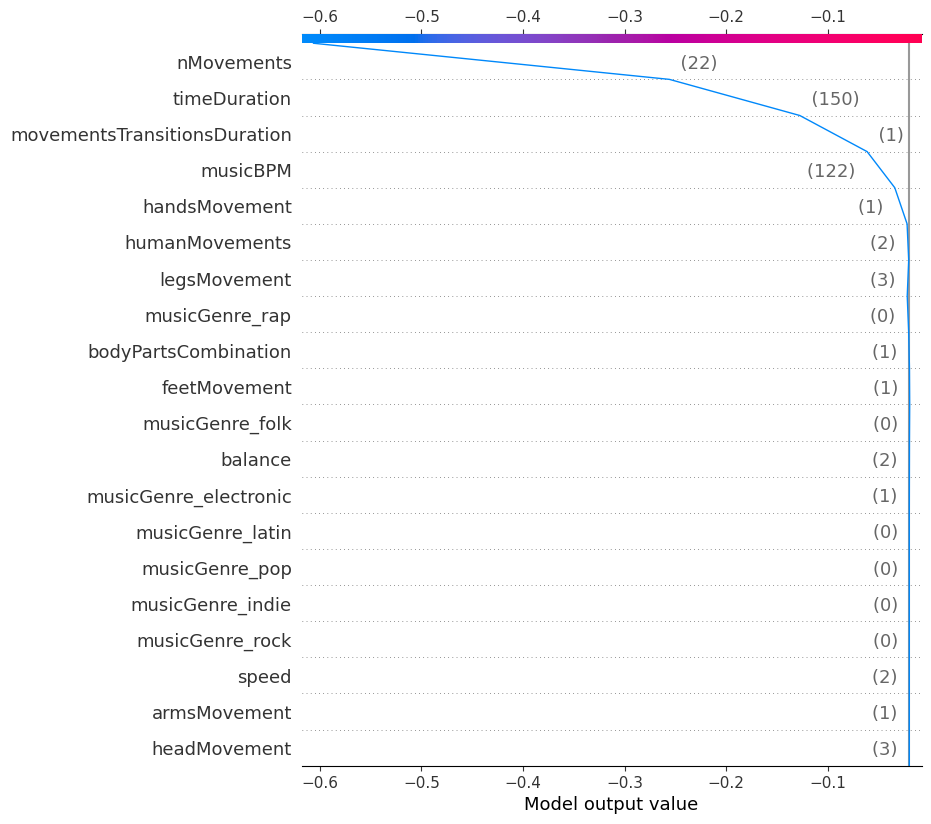 −0.6 −0.5 −0.4 −0.3 −0.2 −0.1
nMovements (22)
timeDuration (150)
movementsTransitionsDuration (1)
musicBPM (122)
handsMovement (1)
humanMovements (2)
legsMovement (3)
musicGenre_rap (0)
bodyPartsCombination (1)
feetMovement (1)
musicGenre_folk (0)
balance (2)
musicGenre_electronic (1)
musicGenre_latin (0)
musicGenre_pop (0)
musicGenre_indie (0)
musicGenre_rock (0)
speed (2)
armsMovement (1)
headMovement (3)
−0.6 −0.5 −0.4 −0.3 −0.2 −0.1
Model output value